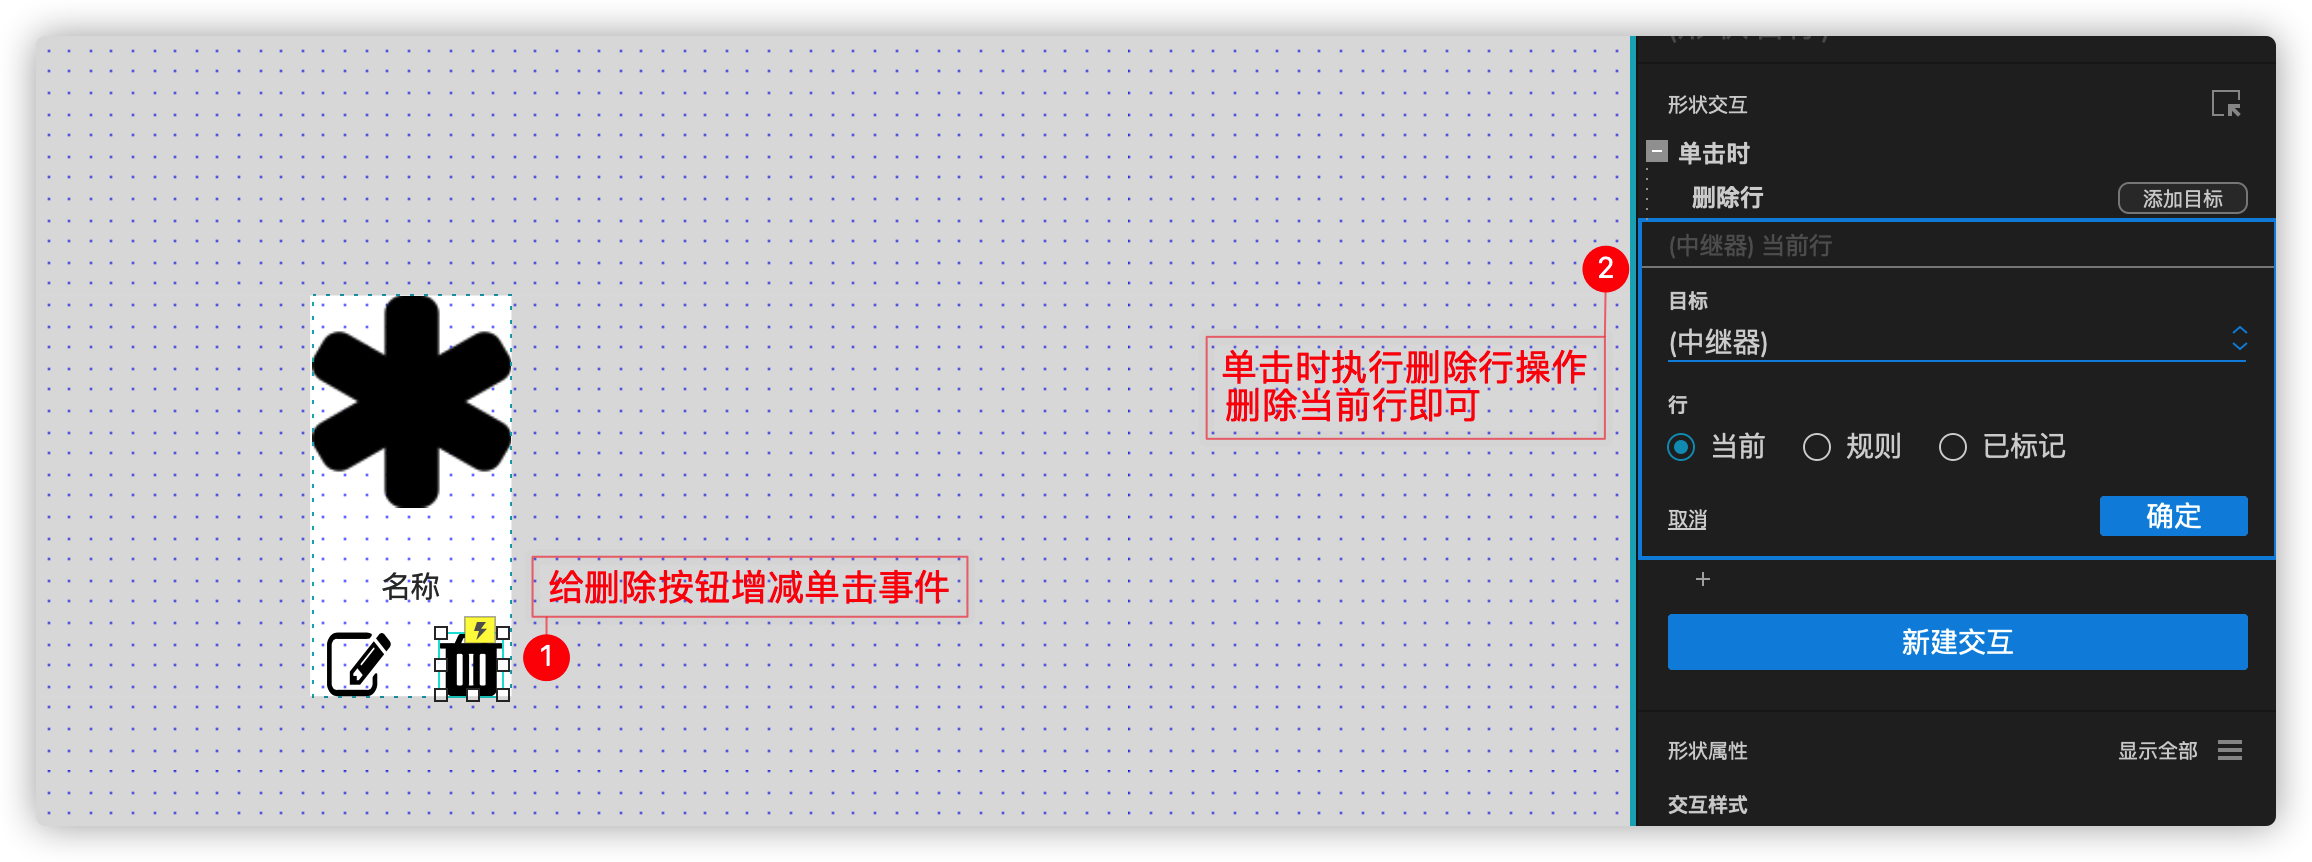 名称
给删除按钮增减单击事件
1
2
单击时执行删除行操作
删除当前行即可
形状交互
单击时
删除行
添加目标
(中继器) 当前行
目标
(中继器)
行
当前 规则 已标记
取消
确定
+
新建交互
形状属性
显示全部
交互样式